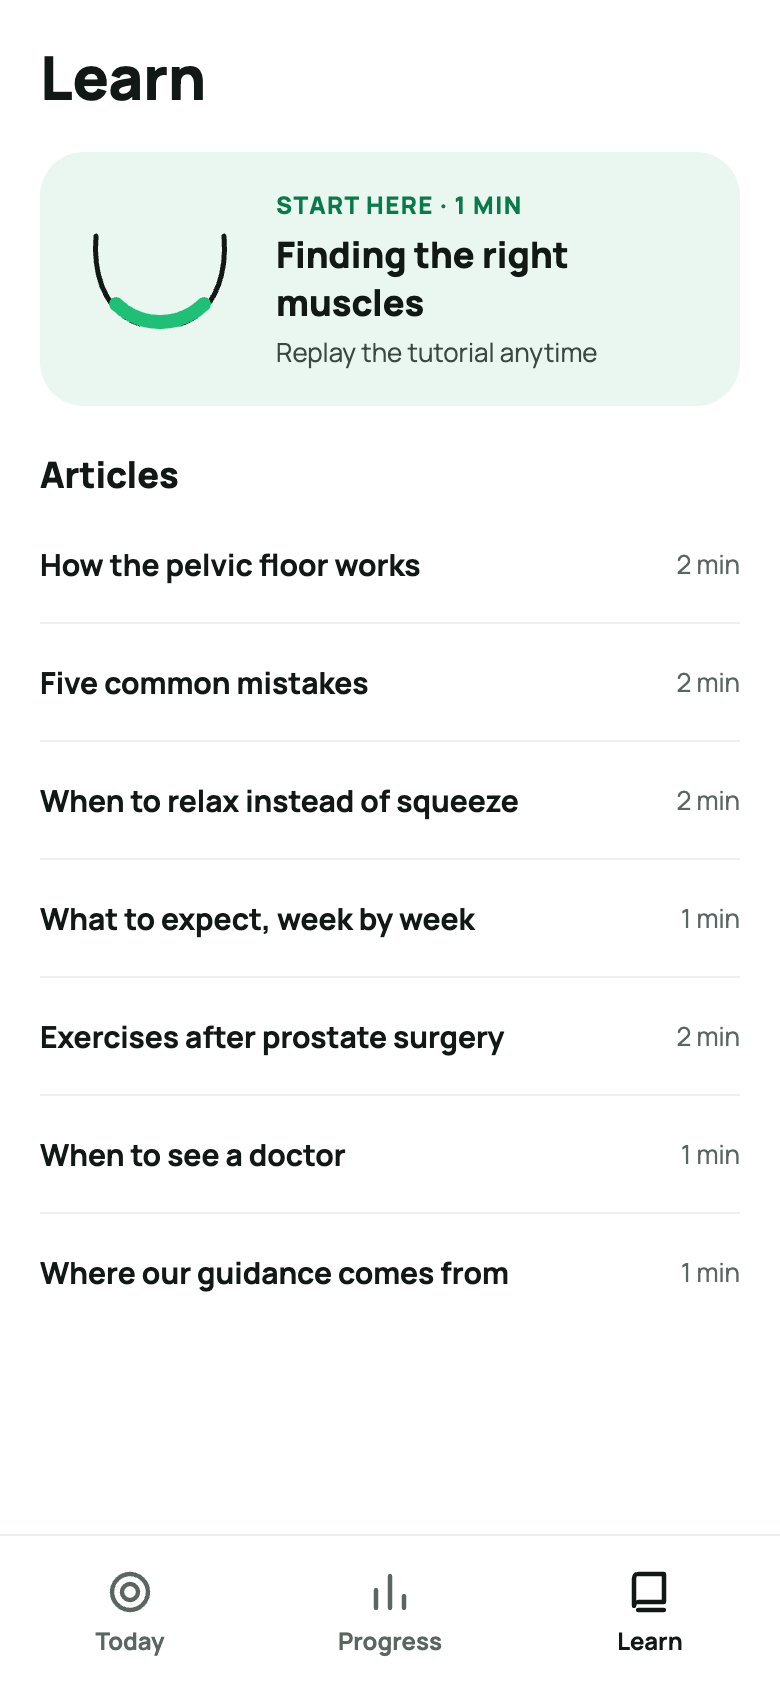 Learn
START HERE · 1 MIN
Finding the right
muscles
Replay the tutorial anytime
Articles
How the pelvic floor works 2 min
Five common mistakes 2 min
When to relax instead of squeeze 2 min
What to expect, week by week 1 min
Exercises after prostate surgery 2 min
When to see a doctor 1 min
Where our guidance comes from 1 min
Today Progress Learn